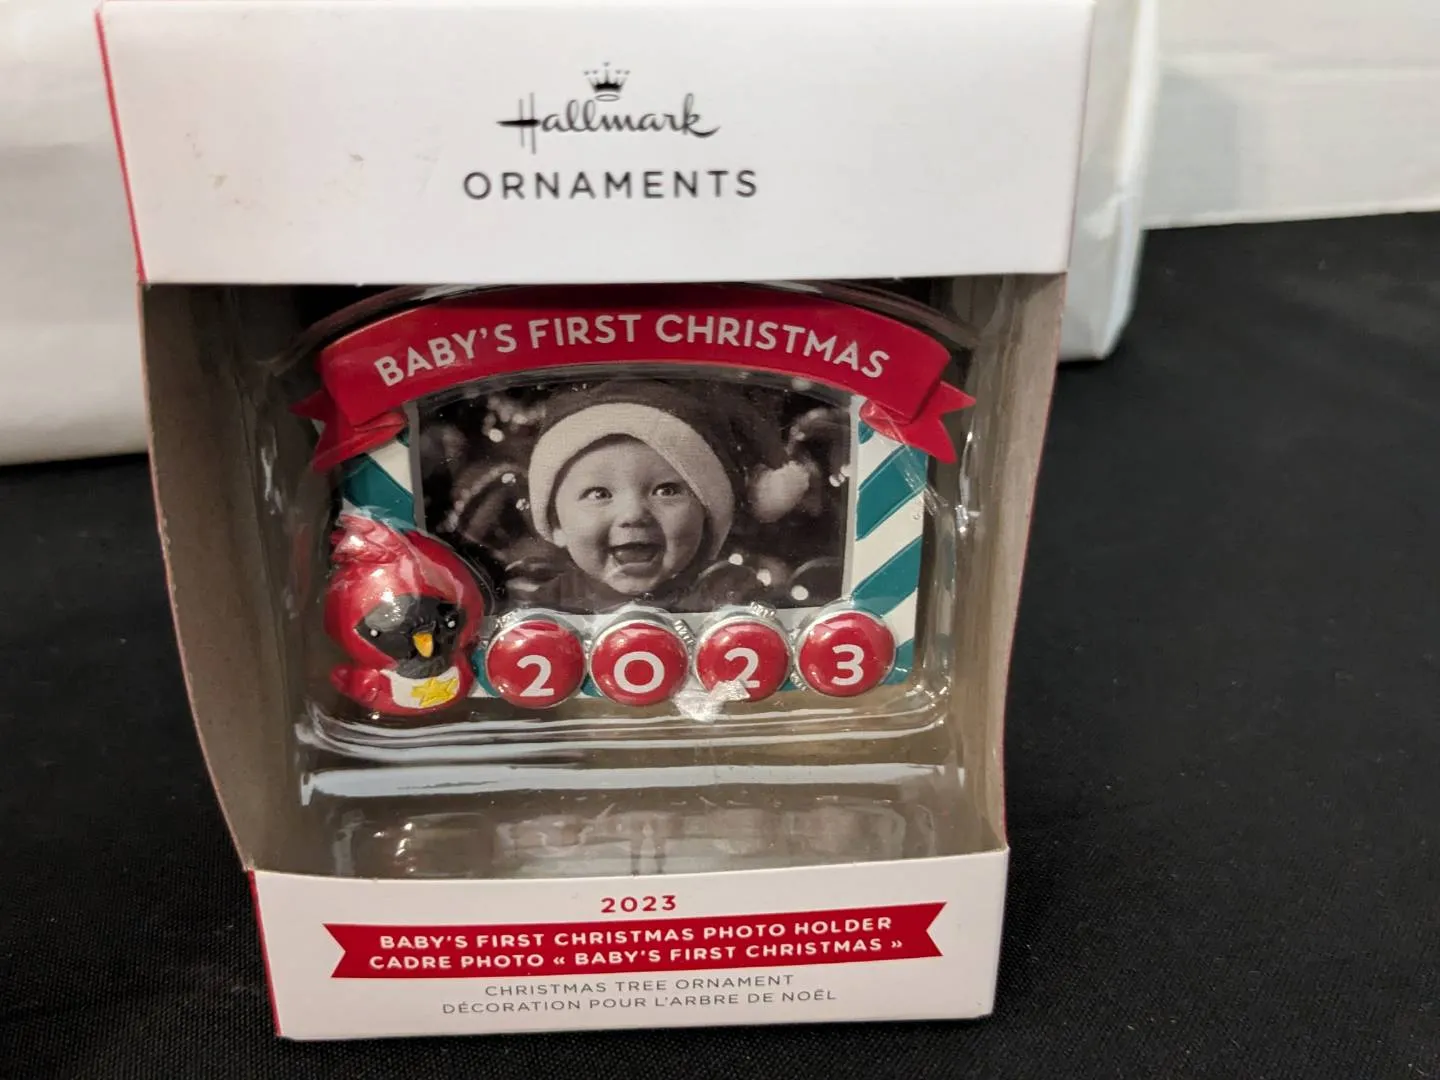 Hallmark
ORNAMENTS
BABY'S FIRST CHRISTMAS
2023
2023
BABY'S FIRST CHRISTMAS PHOTO HOLDER
CADRE PHOTO « BABY'S FIRST CHRISTMAS »
CHRISTMAS TREE ORNAMENT
DÉCORATION POUR L'ARBRE DE NOËL